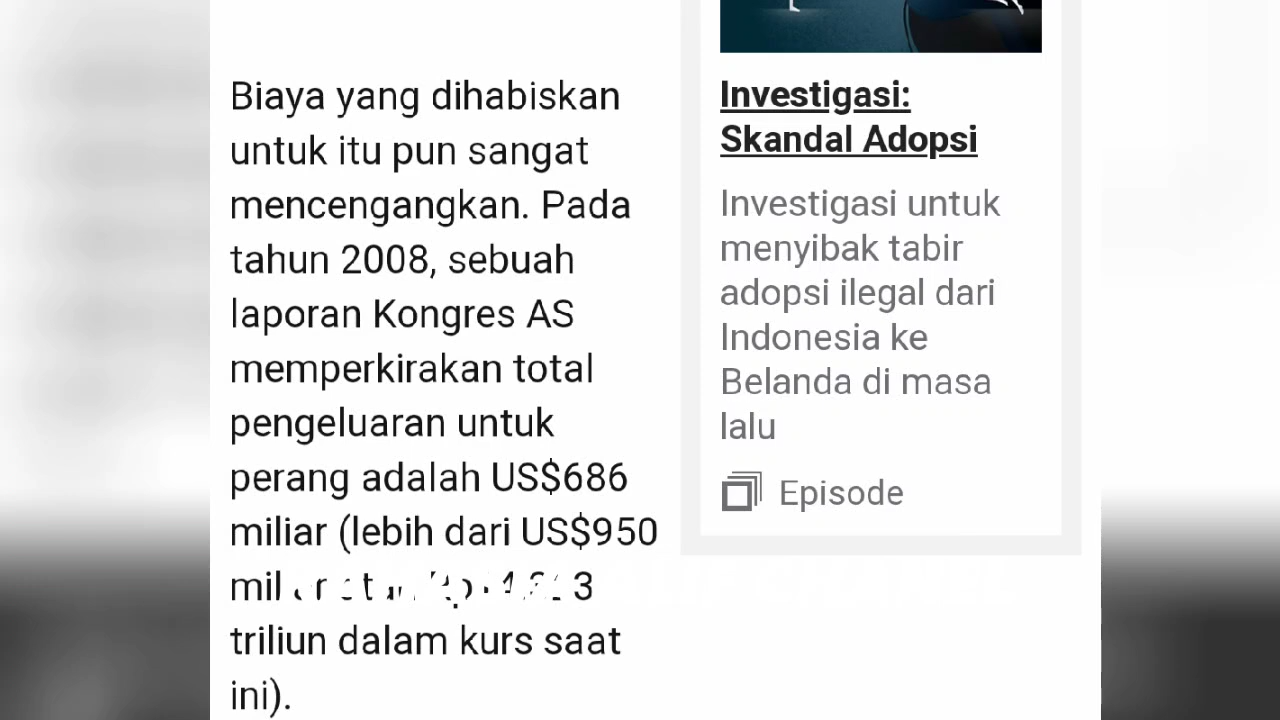 Biaya yang dihabiskan
untuk itu pun sangat
mencengangkan. Pada
tahun 2008, sebuah
laporan Kongres AS
memperkirakan total
pengeluaran untuk
perang adalah US$686
miliar (lebih dari US$950
triliun dalam kurs saat
ini).
Investigasi:
Skandal Adopsi
Investigasi untuk
menyibak tabir
adopsi ilegal dari
Indonesia ke
Belanda di masa
lalu
Episode